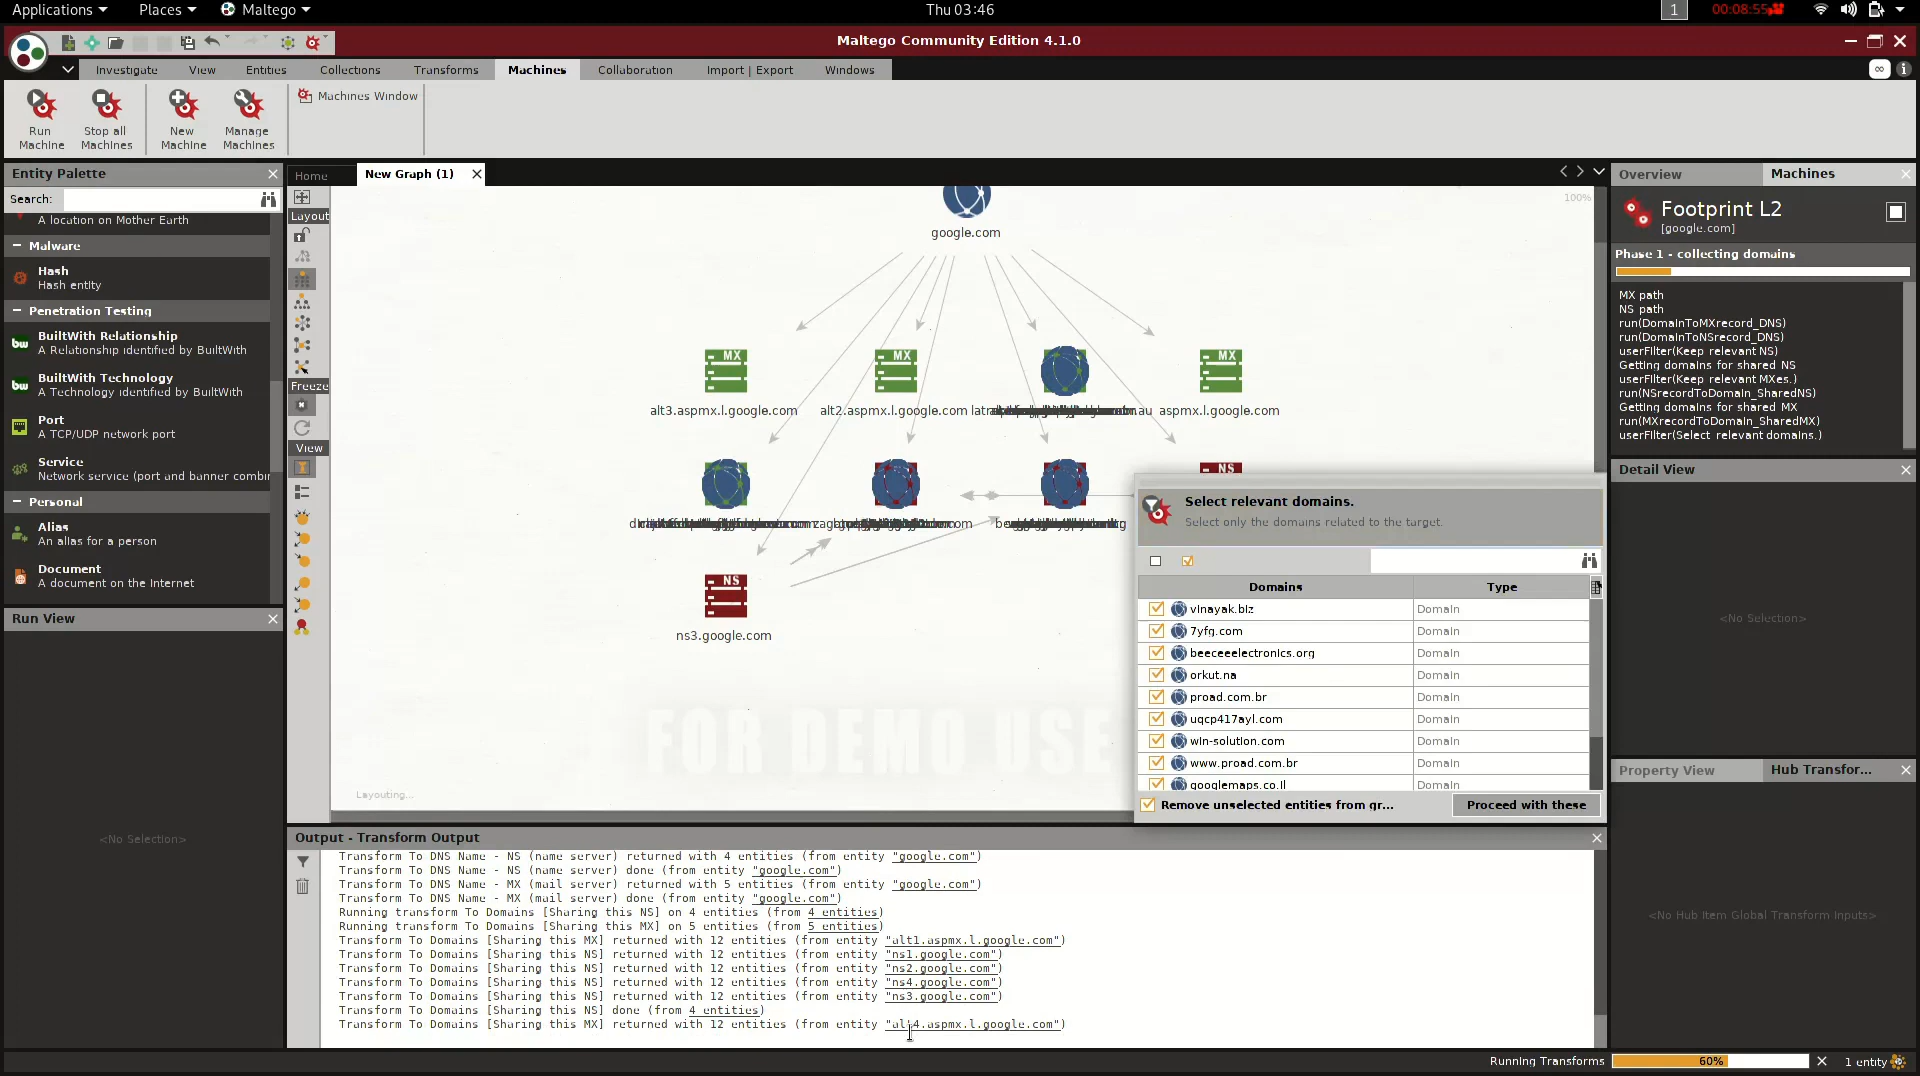 Applications
Places
Maltego
Thu 03:46
1
00:08:55
Maltego Community Edition 4.1.0
Investigate
View
Entities
Collections
Transforms
Machines
Collaboration
Import | Export
Windows
Run Machine
Stop all Machines
New Machine
Manage Machines
Machines Window
Entity Palette
Search:
A location on Mother Earth
Malware
Hash
Hash entity
Penetration Testing
BuiltWith Relationship
A Relationship identified by BuiltWith
BuiltWith Technology
A Technology identified by BuiltWith
Port
A TCP/UDP network port
Service
Network service (port and banner combin
Personal
Alias
An alias for a person
Document
A document on the Internet
Run View
<No Selection>
Home
New Graph (1)
Layout
Freeze
View
100%
google.com
MX
MX
MX
alt3.aspmx.l.google.com
alt2.aspmx.l.google.com
aspmx.l.google.com
NS
NS
ns3.google.com
FOR DEMO USE
Layouting...
Select relevant domains.
Select only the domains related to the target.
Domains
Type
vinayak.biz
Domain
7yfg.com
Domain
beeceeelectronics.org
Domain
orkut.na
Domain
proad.com.br
Domain
uqcp417ayl.com
Domain
win-solution.com
Domain
www.proad.com.br
Domain
googlemaps.co.il
Domain
Remove unselected entities from gr...
Proceed with these
Output - Transform Output
Transform To DNS Name - NS (name server) returned with 4 entities (from entity "google.com")
Transform To DNS Name - NS (name server) done (from entity "google.com")
Transform To DNS Name - MX (mail server) returned with 5 entities (from entity "google.com")
Transform To DNS Name - MX (mail server) done (from entity "google.com")
Running transform To Domains [Sharing this NS] on 4 entities (from 4 entities)
Running transform To Domains [Sharing this MX] on 5 entities (from 5 entities)
Transform To Domains [Sharing this MX] returned with 12 entities (from entity "alt1.aspmx.l.google.com")
Transform To Domains [Sharing this NS] returned with 12 entities (from entity "ns1.google.com")
Transform To Domains [Sharing this NS] returned with 12 entities (from entity "ns2.google.com")
Transform To Domains [Sharing this NS] returned with 12 entities (from entity "ns4.google.com")
Transform To Domains [Sharing this NS] returned with 12 entities (from entity "ns3.google.com")
Transform To Domains [Sharing this NS] done (from 4 entities)
Transform To Domains [Sharing this MX] returned with 12 entities (from entity "alt4.aspmx.l.google.com")
Overview
Machines
Footprint L2
[google.com]
Phase 1 - collecting domains
MX path
NS path
run(DomainToMXrecord_DNS)
run(DomainToNSrecord_DNS)
userFilter(Keep relevant NS)
Getting domains for shared NS
userFilter(Keep relevant MXes.)
run(NSrecordToDomain_SharedNS)
Getting domains for shared MX
run(MXrecordToDomain_SharedMX)
userFilter(Select relevant domains.)
Detail View
<No Selection>
Property View
Hub Transfor...
<No Hub Item Global Transform Inputs>
Running Transforms
60%
1 entity